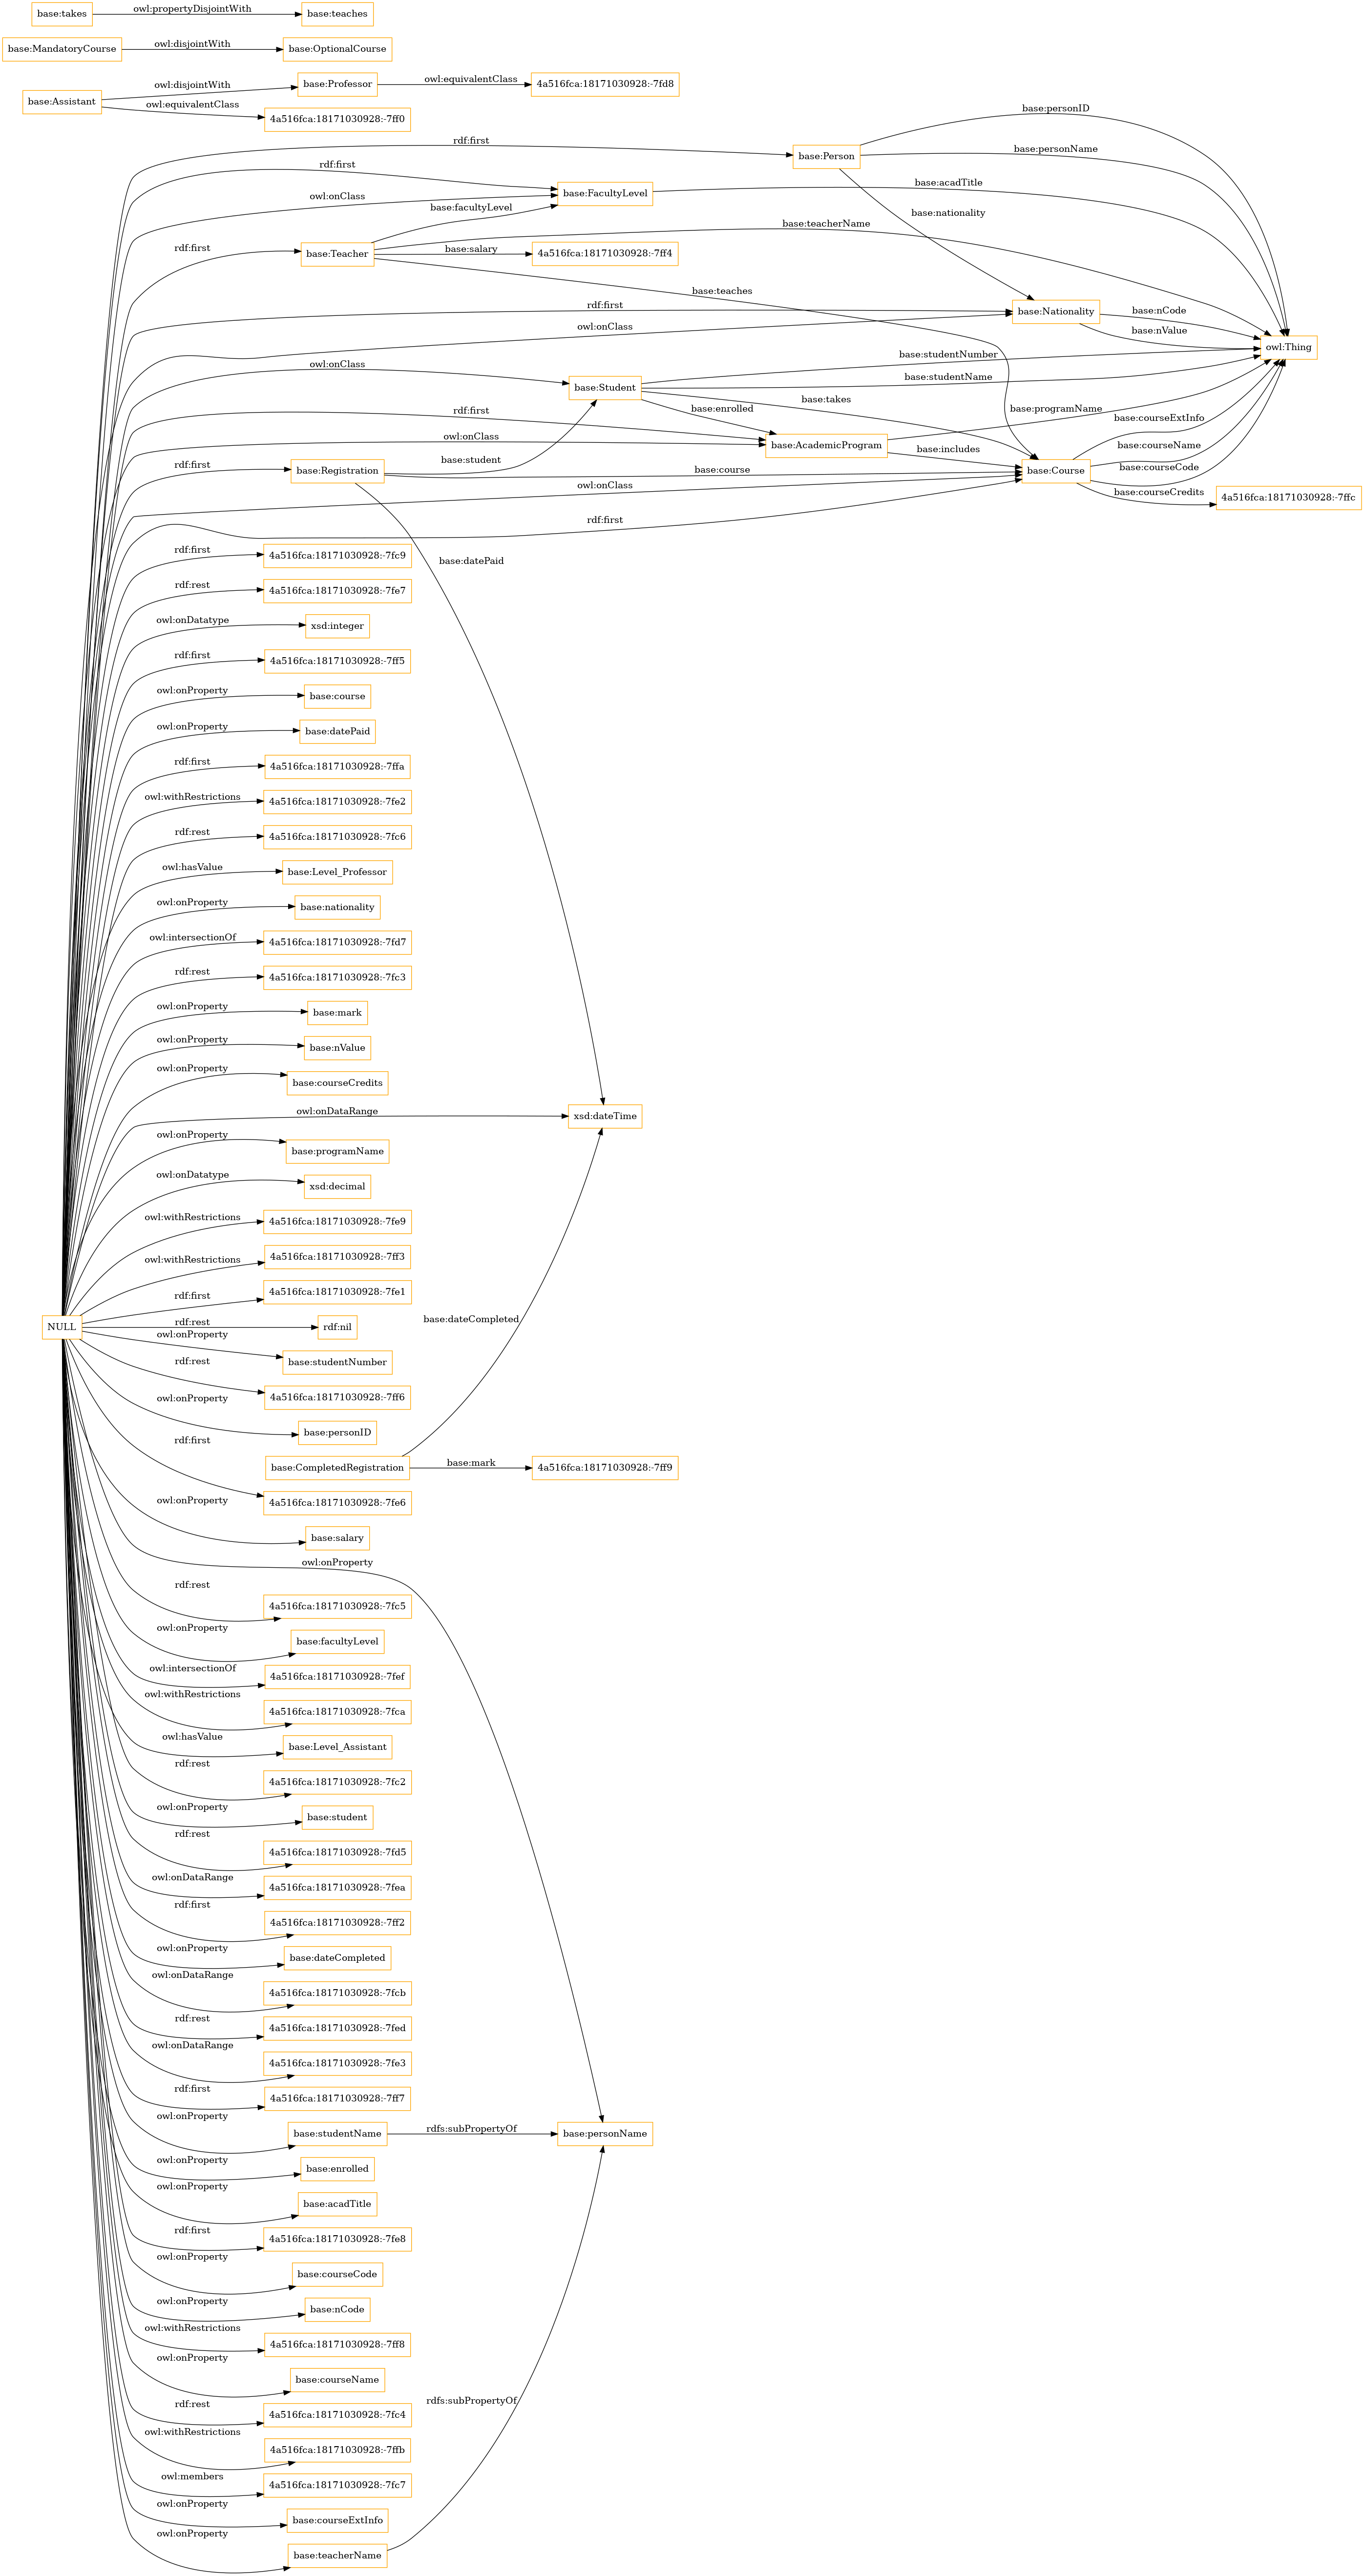 base:takes
owl:propertyDisjointWith
base:teaches
base:MandatoryCourse
owl:disjointWith
base:OptionalCourse
base:Assistant
owl:disjointWith
base:Professor
owl:equivalentClass
4a516fca:18171030928:-7fd8
owl:equivalentClass
4a516fca:18171030928:-7ff0
rdf:first
base:Person
base:personID
base:personName
base:nationality
rdf:first
owl:onClass
base:FacultyLevel
base:acadTitle
rdf:first
base:Teacher
base:facultyLevel
base:teacherName
base:salary
4a516fca:18171030928:-7ff4
base:teaches
rdf:first
owl:onClass
base:Nationality
base:nCode
base:nValue
owl:Thing
owl:onClass
base:Student
base:studentNumber
base:studentName
base:takes
base:enrolled
rdf:first
owl:onClass
base:AcademicProgram
base:programName
base:includes
rdf:first
base:Registration
base:student
base:course
base:datePaid
owl:onClass
rdf:first
base:Course
base:courseExtInfo
base:courseName
base:courseCode
base:courseCredits
4a516fca:18171030928:-7ffc
rdf:first
4a516fca:18171030928:-7fc9
rdf:rest
4a516fca:18171030928:-7fe7
owl:onDatatype
xsd:integer
rdf:first
4a516fca:18171030928:-7ff5
owl:onProperty
base:course
owl:onProperty
base:datePaid
rdf:first
4a516fca:18171030928:-7ffa
owl:withRestrictions
4a516fca:18171030928:-7fe2
rdf:rest
4a516fca:18171030928:-7fc6
owl:hasValue
base:Level_Professor
owl:onProperty
base:nationality
owl:intersectionOf
4a516fca:18171030928:-7fd7
rdf:rest
4a516fca:18171030928:-7fc3
owl:onProperty
base:mark
owl:onProperty
base:nValue
owl:onProperty
base:courseCredits
owl:onDataRange
xsd:dateTime
owl:onProperty
base:programName
owl:onDatatype
xsd:decimal
owl:withRestrictions
4a516fca:18171030928:-7fe9
owl:withRestrictions
4a516fca:18171030928:-7ff3
rdf:first
4a516fca:18171030928:-7fe1
NULL
rdf:rest
rdf:nil
owl:onProperty
base:studentNumber
rdf:rest
4a516fca:18171030928:-7ff6
owl:onProperty
base:personID
base:CompletedRegistration
base:dateCompleted
base:mark
4a516fca:18171030928:-7ff9
rdf:first
4a516fca:18171030928:-7fe6
owl:onProperty
base:salary
owl:onProperty
rdf:rest
4a516fca:18171030928:-7fc5
owl:onProperty
base:facultyLevel
owl:intersectionOf
4a516fca:18171030928:-7fef
owl:withRestrictions
4a516fca:18171030928:-7fca
owl:hasValue
base:Level_Assistant
rdf:rest
4a516fca:18171030928:-7fc2
owl:onProperty
base:student
rdf:rest
4a516fca:18171030928:-7fd5
owl:onDataRange
4a516fca:18171030928:-7fea
rdf:first
4a516fca:18171030928:-7ff2
owl:onProperty
base:dateCompleted
owl:onDataRange
4a516fca:18171030928:-7fcb
rdf:rest
4a516fca:18171030928:-7fed
owl:onDataRange
4a516fca:18171030928:-7fe3
rdf:first
4a516fca:18171030928:-7ff7
owl:onProperty
base:studentName
rdfs:subPropertyOf
base:personName
owl:onProperty
base:enrolled
owl:onProperty
base:acadTitle
rdf:first
4a516fca:18171030928:-7fe8
owl:onProperty
base:courseCode
owl:onProperty
base:nCode
owl:withRestrictions
4a516fca:18171030928:-7ff8
owl:onProperty
base:courseName
rdf:rest
4a516fca:18171030928:-7fc4
rdfs:subPropertyOf
owl:withRestrictions
4a516fca:18171030928:-7ffb
owl:members
4a516fca:18171030928:-7fc7
owl:onProperty
base:courseExtInfo
owl:onProperty
base:teacherName